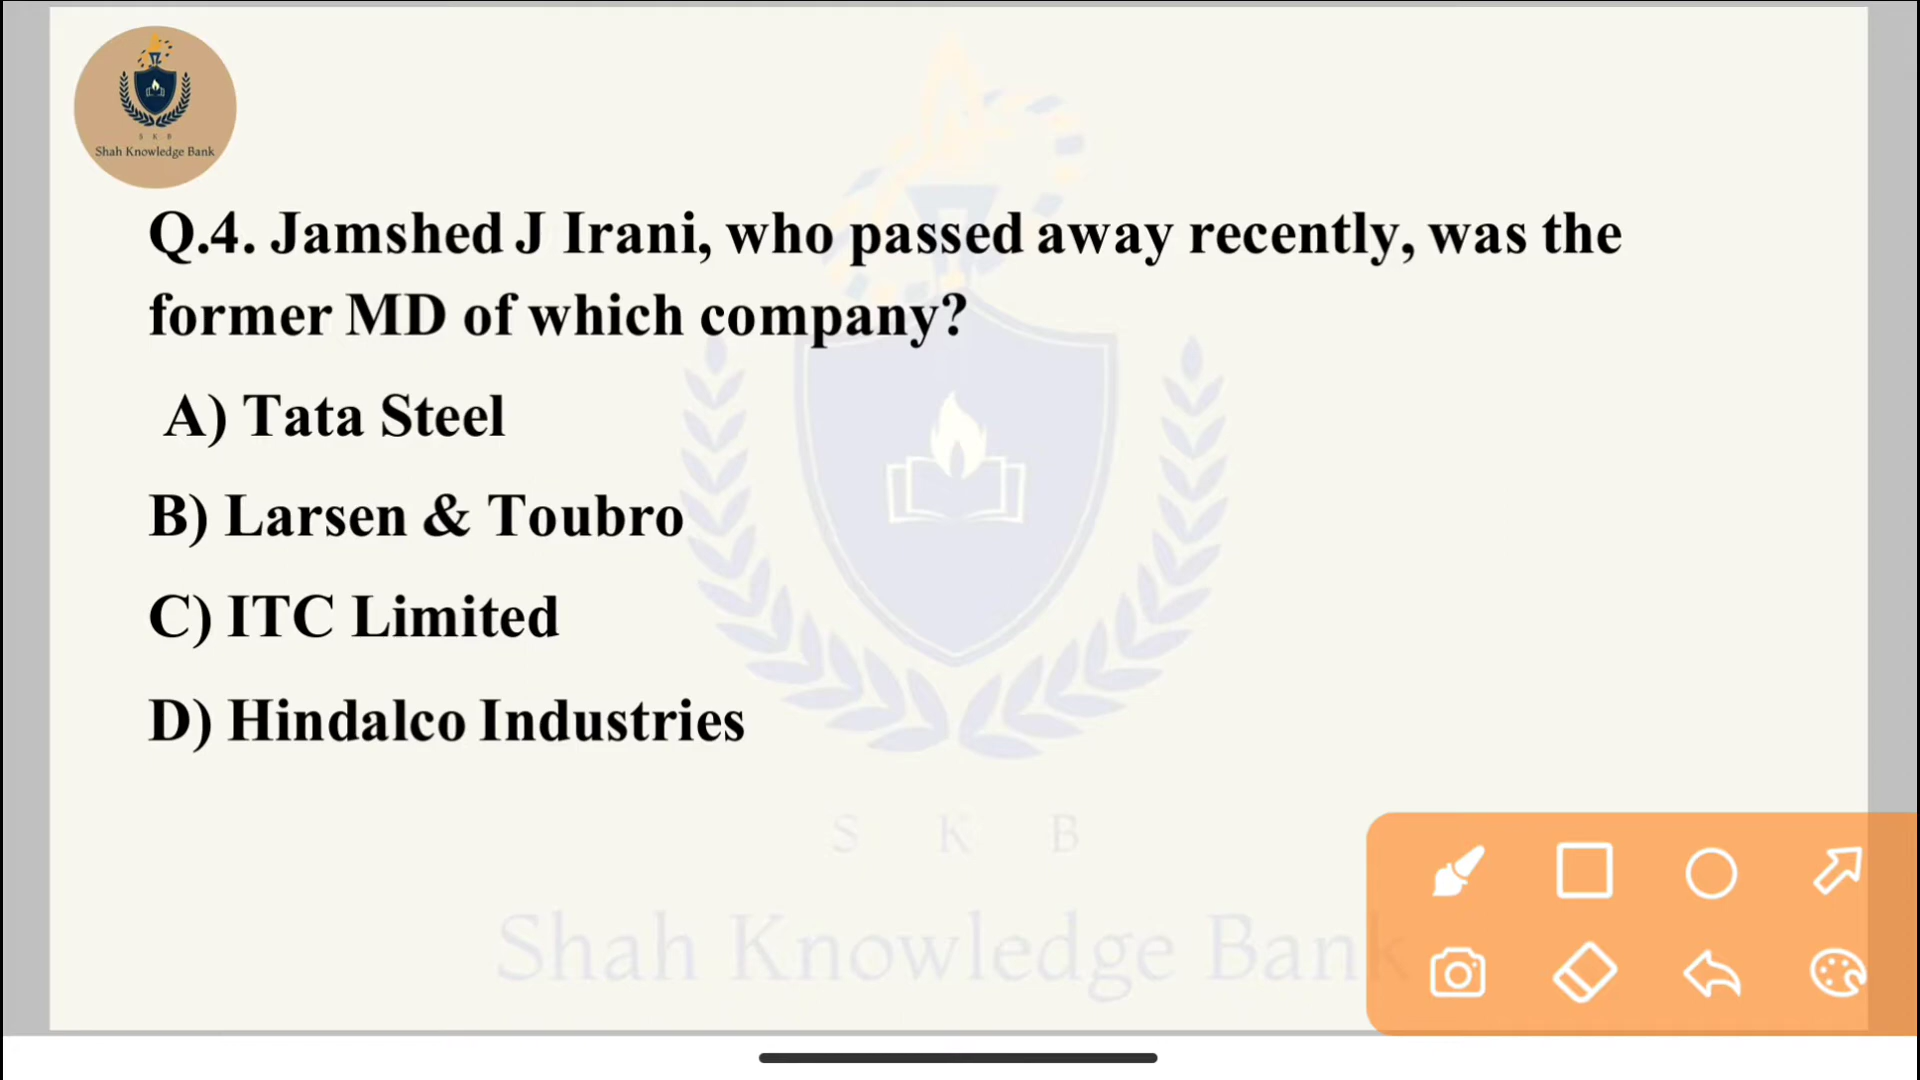 S K B
Shah Knowledge Bank
Q.4. Jamshed J Irani, who passed away recently, was the
former MD of which company?
A) Tata Steel
B) Larsen & Toubro
C) ITC Limited
D) Hindalco Industries
S K B
Shah Knowledge Bank